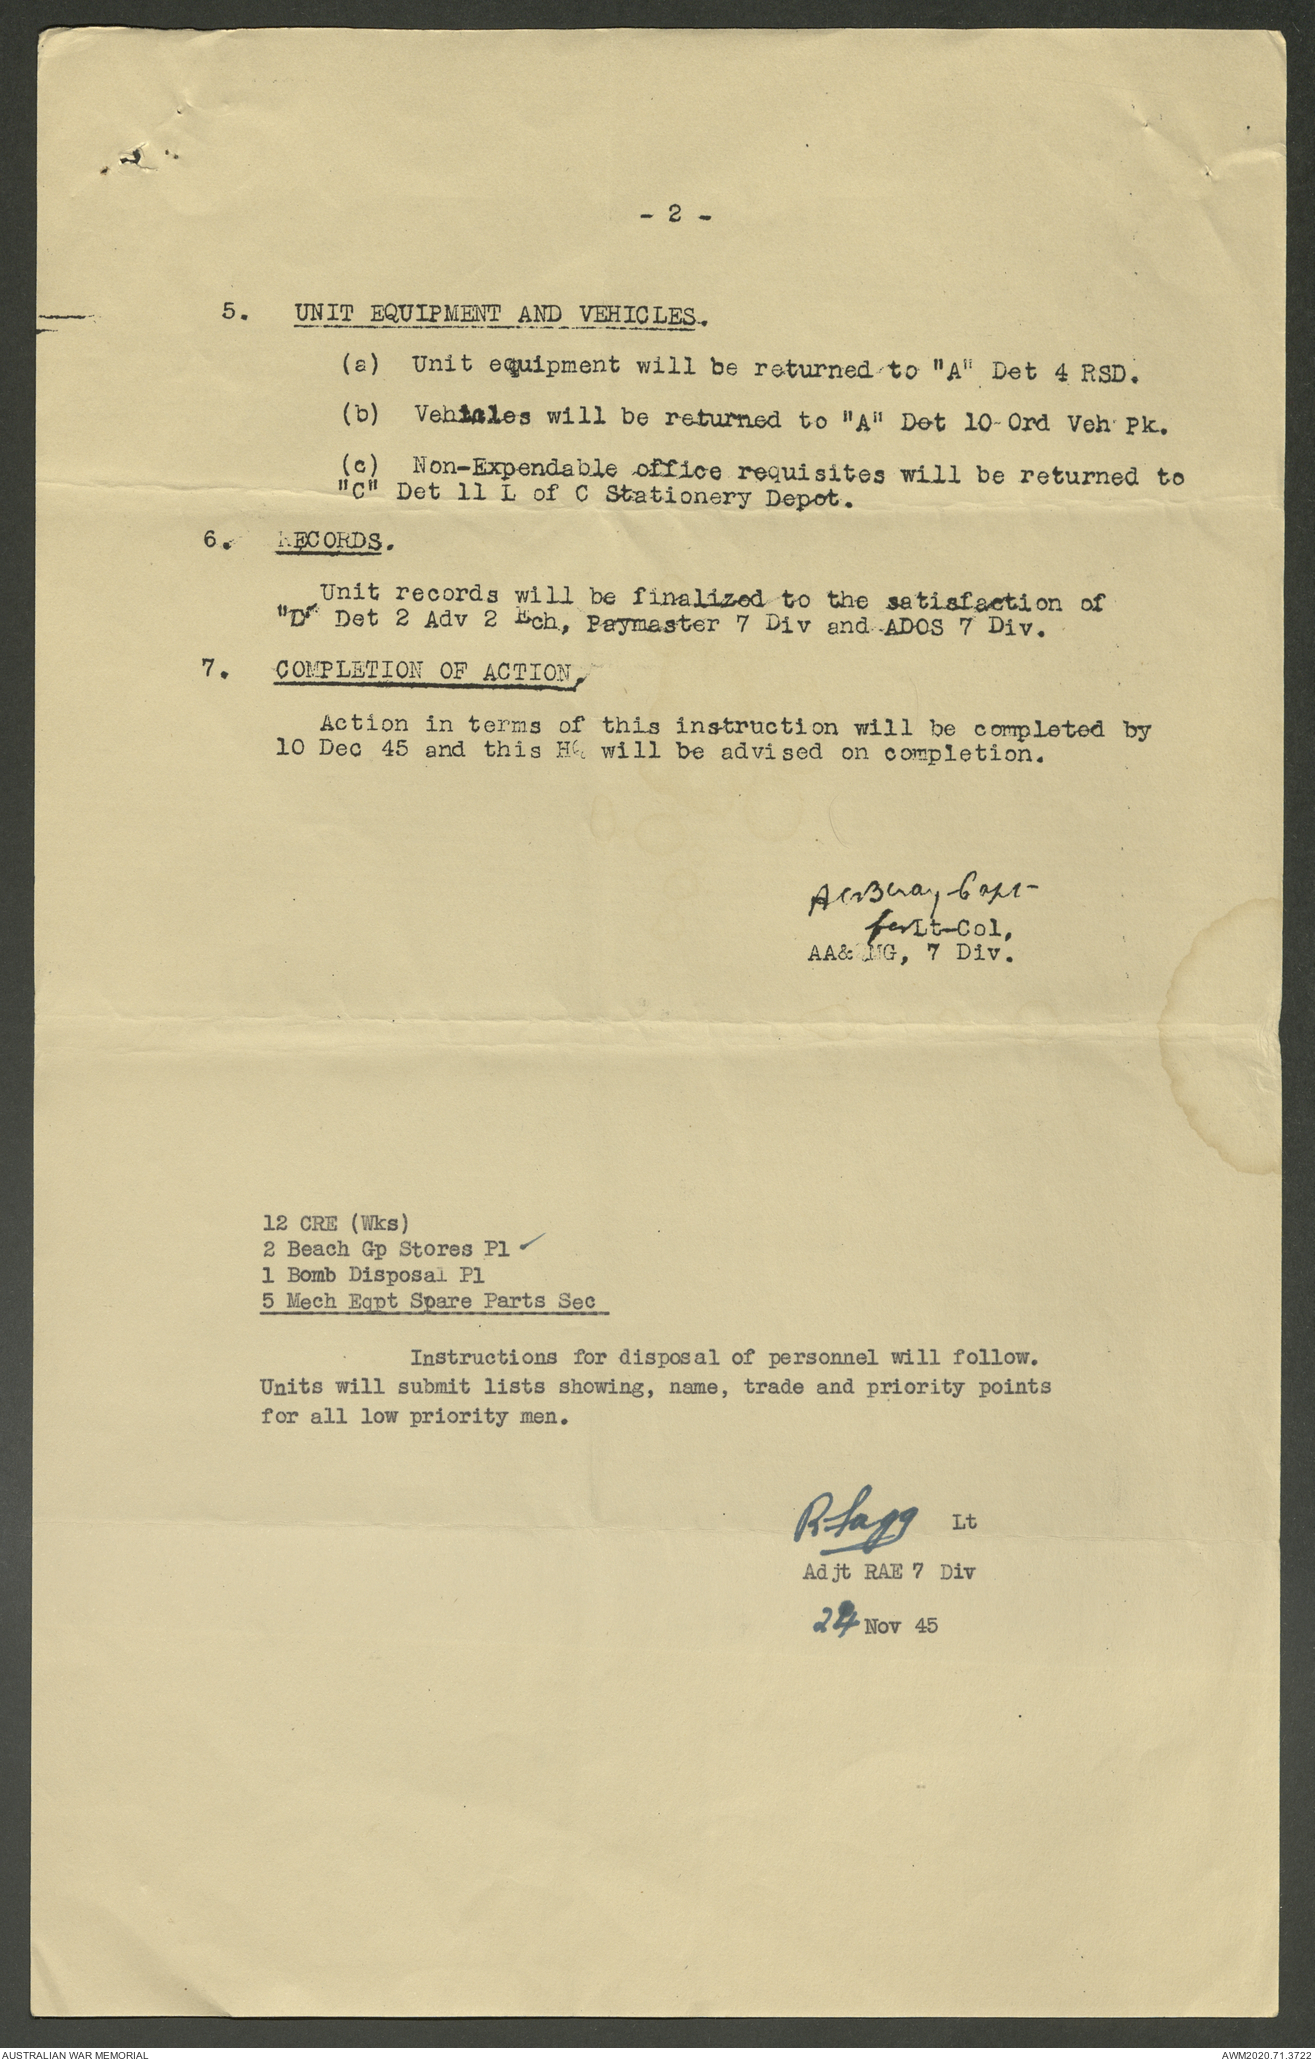 - 2 -
5. UNIT EQUIPMENT AND VEHICLES.
(a) Unit equipment will be returned to "A" Det 4 RSD.
(b) Vehicles will be returned to "A" Det 10 Ord Veh Pk.
(c) Non-Expendable office requisites will be returned to
"C" Det 11 L of C Stationery Depot.
6. RECORDS.
Unit records will be finalized to the satisfaction of
"D" Det 2 Adv 2 Ech, Paymaster 7 Div and ADOS 7 Div.
7. COMPLETION OF ACTION.
Action in terms of this instruction will be completed by
10 Dec 45 and this HQ will be advised on completion.
Capt
for Lt-Col,
AA&QMG, 7 Div.
12 CRE (Wks)
2 Beach Gp Stores Pl ✓
1 Bomb Disposal Pl
5 Mech Eqpt Spare Parts Sec
Instructions for disposal of personnel will follow.
Units will submit lists showing, name, trade and priority points
for all low priority men.
Lt
Adjt RAE 7 Div
24 Nov 45
AUSTRALIAN WAR MEMORIAL
AWM2020.71.3722